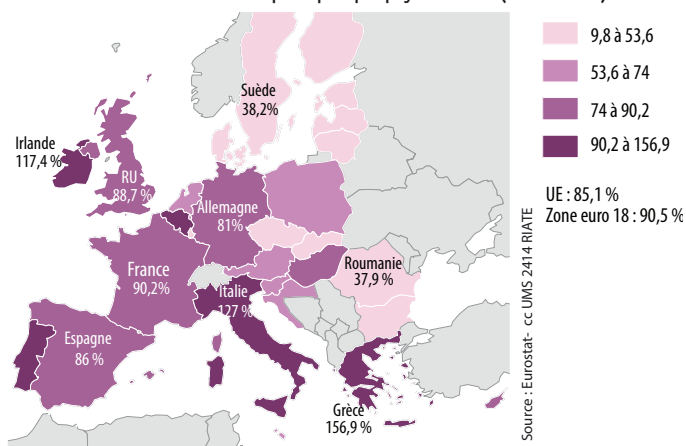 9,8 à 53,6
53,6 à 74
74 à 90,2
90,2 à 156,9
UE : 85,1 %
Zone euro 18 : 90,5 %
Suède
38,2%
Irlande
117,4 %
RU
88,7 %
Allemagne
81%
France
90,2%
Roumanie
37,9 %
Italie
127 %
Espagne
86 %
Grèce
156,9 %
Source : Eurostat- cc UMS 2414 RIATE